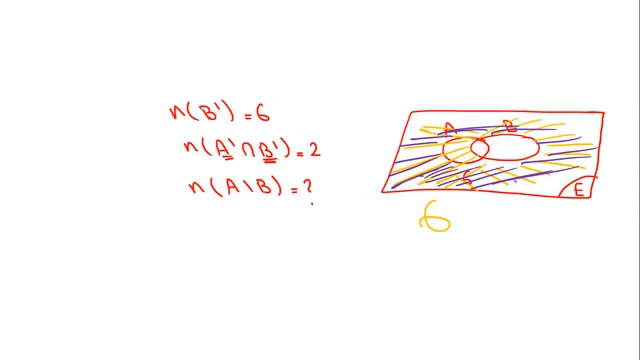 n(B') = 6
n(A' ∩ B') = 2
n(A \ B) = ?
A B
E
6